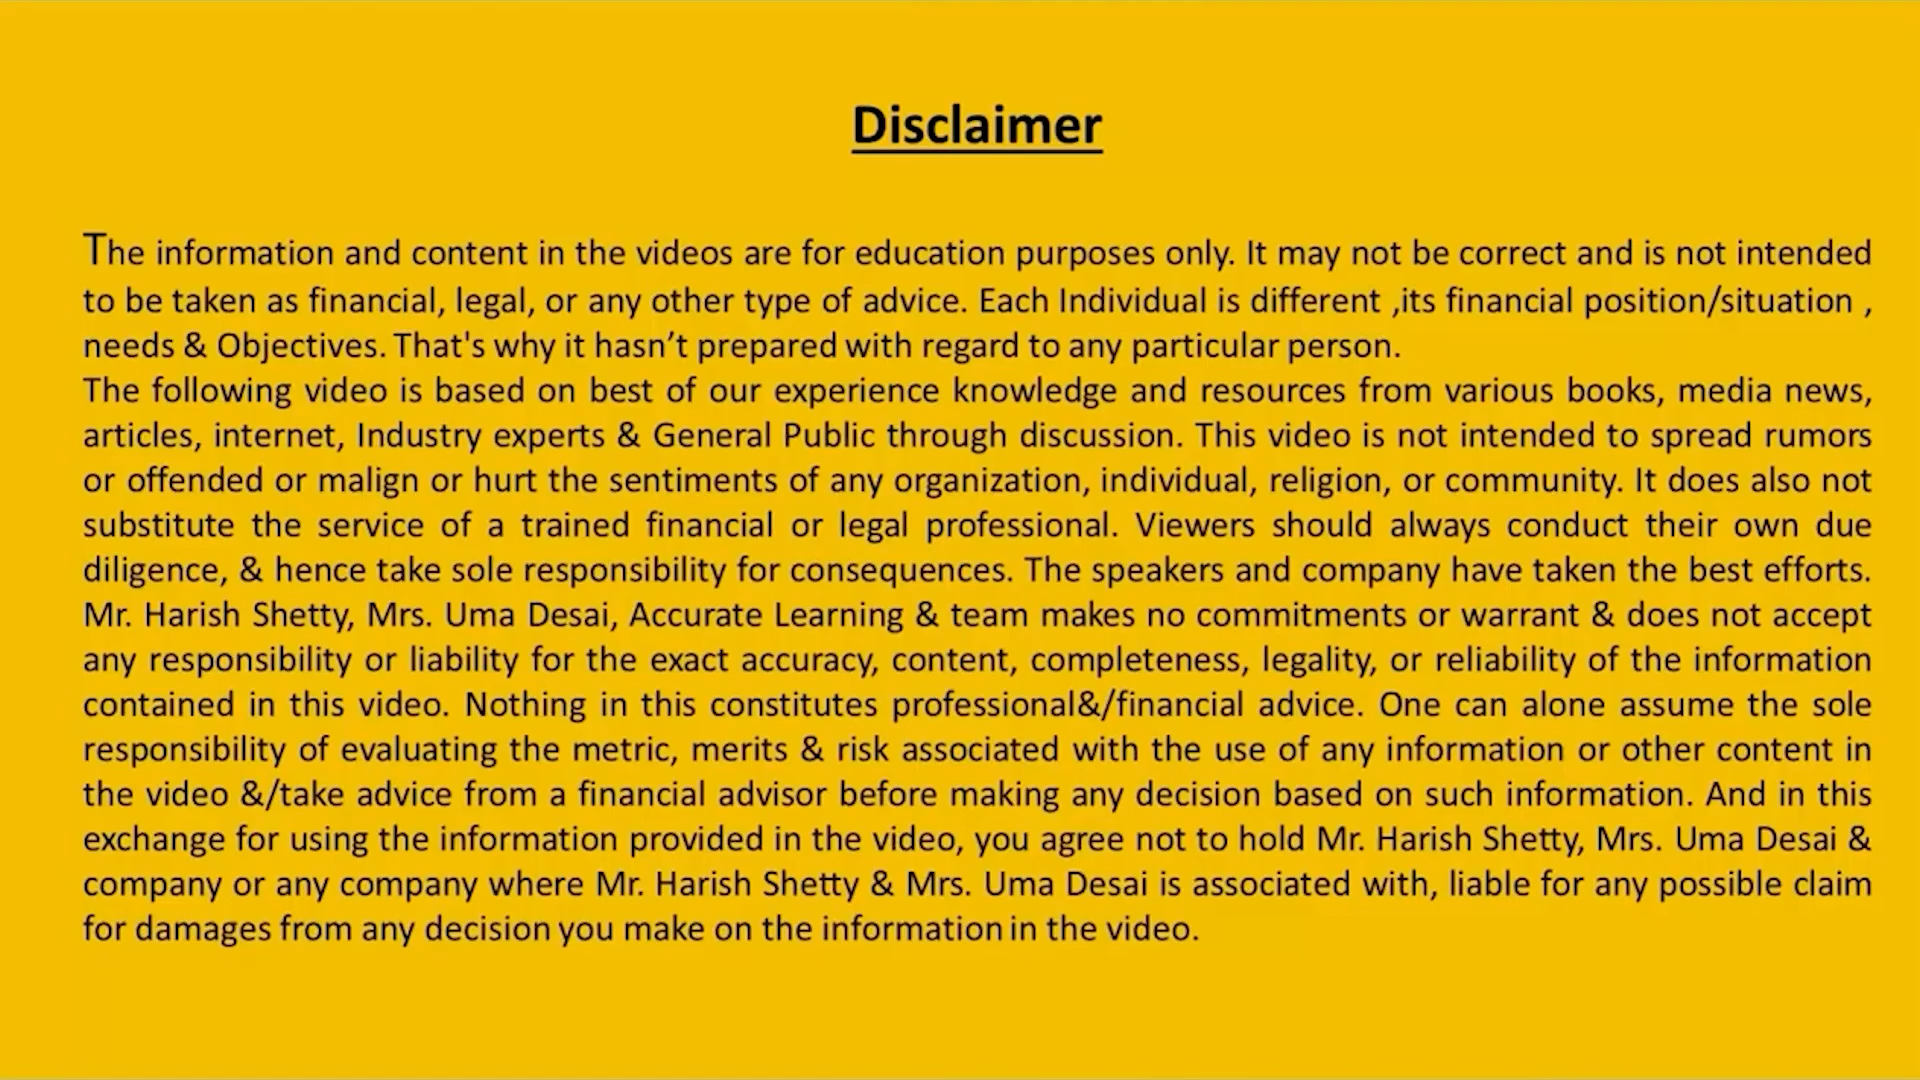 Disclaimer
The information and content in the videos are for education purposes only. It may not be correct and is not intended
to be taken as financial, legal, or any other type of advice. Each Individual is different ,its financial position/situation ,
needs & Objectives. That's why it hasn’t prepared with regard to any particular person.
The following video is based on best of our experience knowledge and resources from various books, media news,
articles, internet, Industry experts & General Public through discussion. This video is not intended to spread rumors
or offended or malign or hurt the sentiments of any organization, individual, religion, or community. It does also not
substitute the service of a trained financial or legal professional. Viewers should always conduct their own due
diligence, & hence take sole responsibility for consequences. The speakers and company have taken the best efforts.
Mr. Harish Shetty, Mrs. Uma Desai, Accurate Learning & team makes no commitments or warrant & does not accept
any responsibility or liability for the exact accuracy, content, completeness, legality, or reliability of the information
contained in this video. Nothing in this constitutes professional&/financial advice. One can alone assume the sole
responsibility of evaluating the metric, merits & risk associated with the use of any information or other content in
the video &/take advice from a financial advisor before making any decision based on such information. And in this
exchange for using the information provided in the video, you agree not to hold Mr. Harish Shetty, Mrs. Uma Desai &
company or any company where Mr. Harish Shetty & Mrs. Uma Desai is associated with, liable for any possible claim
for damages from any decision you make on the information in the video.